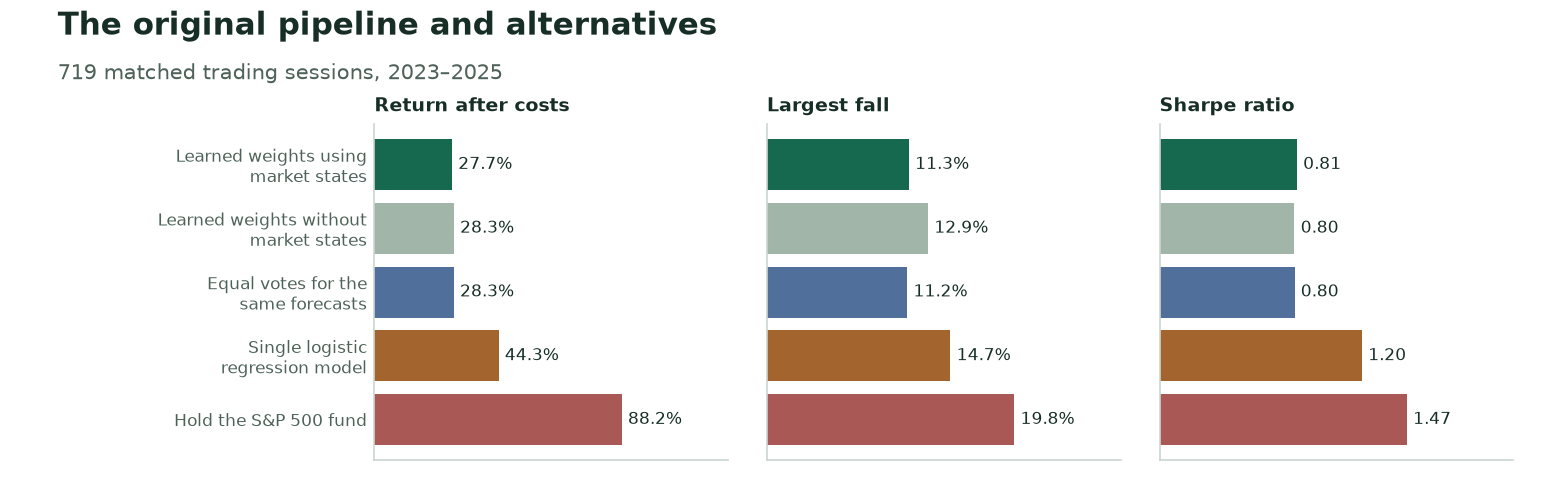 The original pipeline and alternatives
719 matched trading sessions, 2023–2025
Return after costs
Largest fall
Sharpe ratio
Learned weights using
market states
27.7%
11.3%
0.81
Learned weights without
market states
28.3%
12.9%
0.80
Equal votes for the
same forecasts
28.3%
11.2%
0.80
Single logistic
regression model
44.3%
14.7%
1.20
Hold the S&P 500 fund
88.2%
19.8%
1.47